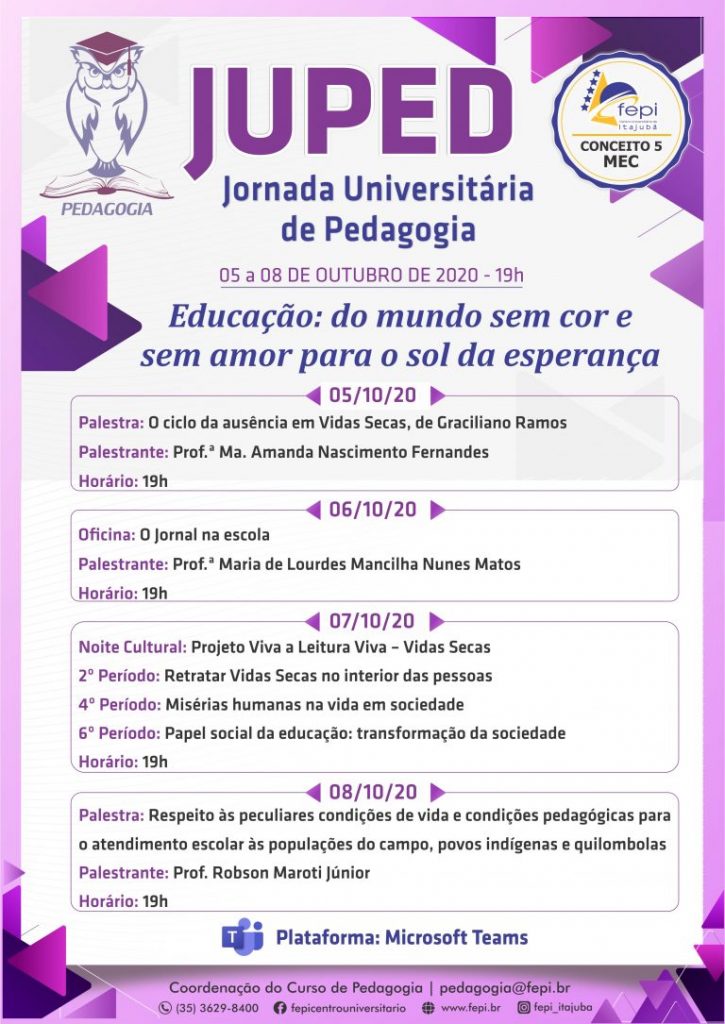 JUPED
PEDAGOGIA
fepi
Itajubá
CONCEITO 5
MEC
Jornada Universitária
de Pedagogia
05 a 08 DE OUTUBRO DE 2020 - 19h
Educação: do mundo sem cor e
sem amor para o sol da esperança
05/10/20
Palestra: O ciclo da ausência em Vidas Secas, de Graciliano Ramos
Palestrante: Prof.ª Ma. Amanda Nascimento Fernandes
Horário: 19h
06/10/20
Oficina: O Jornal na escola
Palestrante: Prof.ª Maria de Lourdes Mancilha Nunes Matos
Horário: 19h
07/10/20
Noite Cultural: Projeto Viva a Leitura Viva – Vidas Secas
2º Período: Retratar Vidas Secas no interior das pessoas
4º Período: Misérias humanas na vida em sociedade
6º Período: Papel social da educação: transformação da sociedade
Horário: 19h
08/10/20
Palestra: Respeito às peculiares condições de vida e condições pedagógicas para
o atendimento escolar às populações do campo, povos indígenas e quilombolas
Palestrante: Prof. Robson Maroti Júnior
Horário: 19h
Plataforma: Microsoft Teams
Coordenação do Curso de Pedagogia | pedagogia@fepi.br
(35) 3629-8400 fepicentrouniversitario www.fepi.br fepi_itajuba